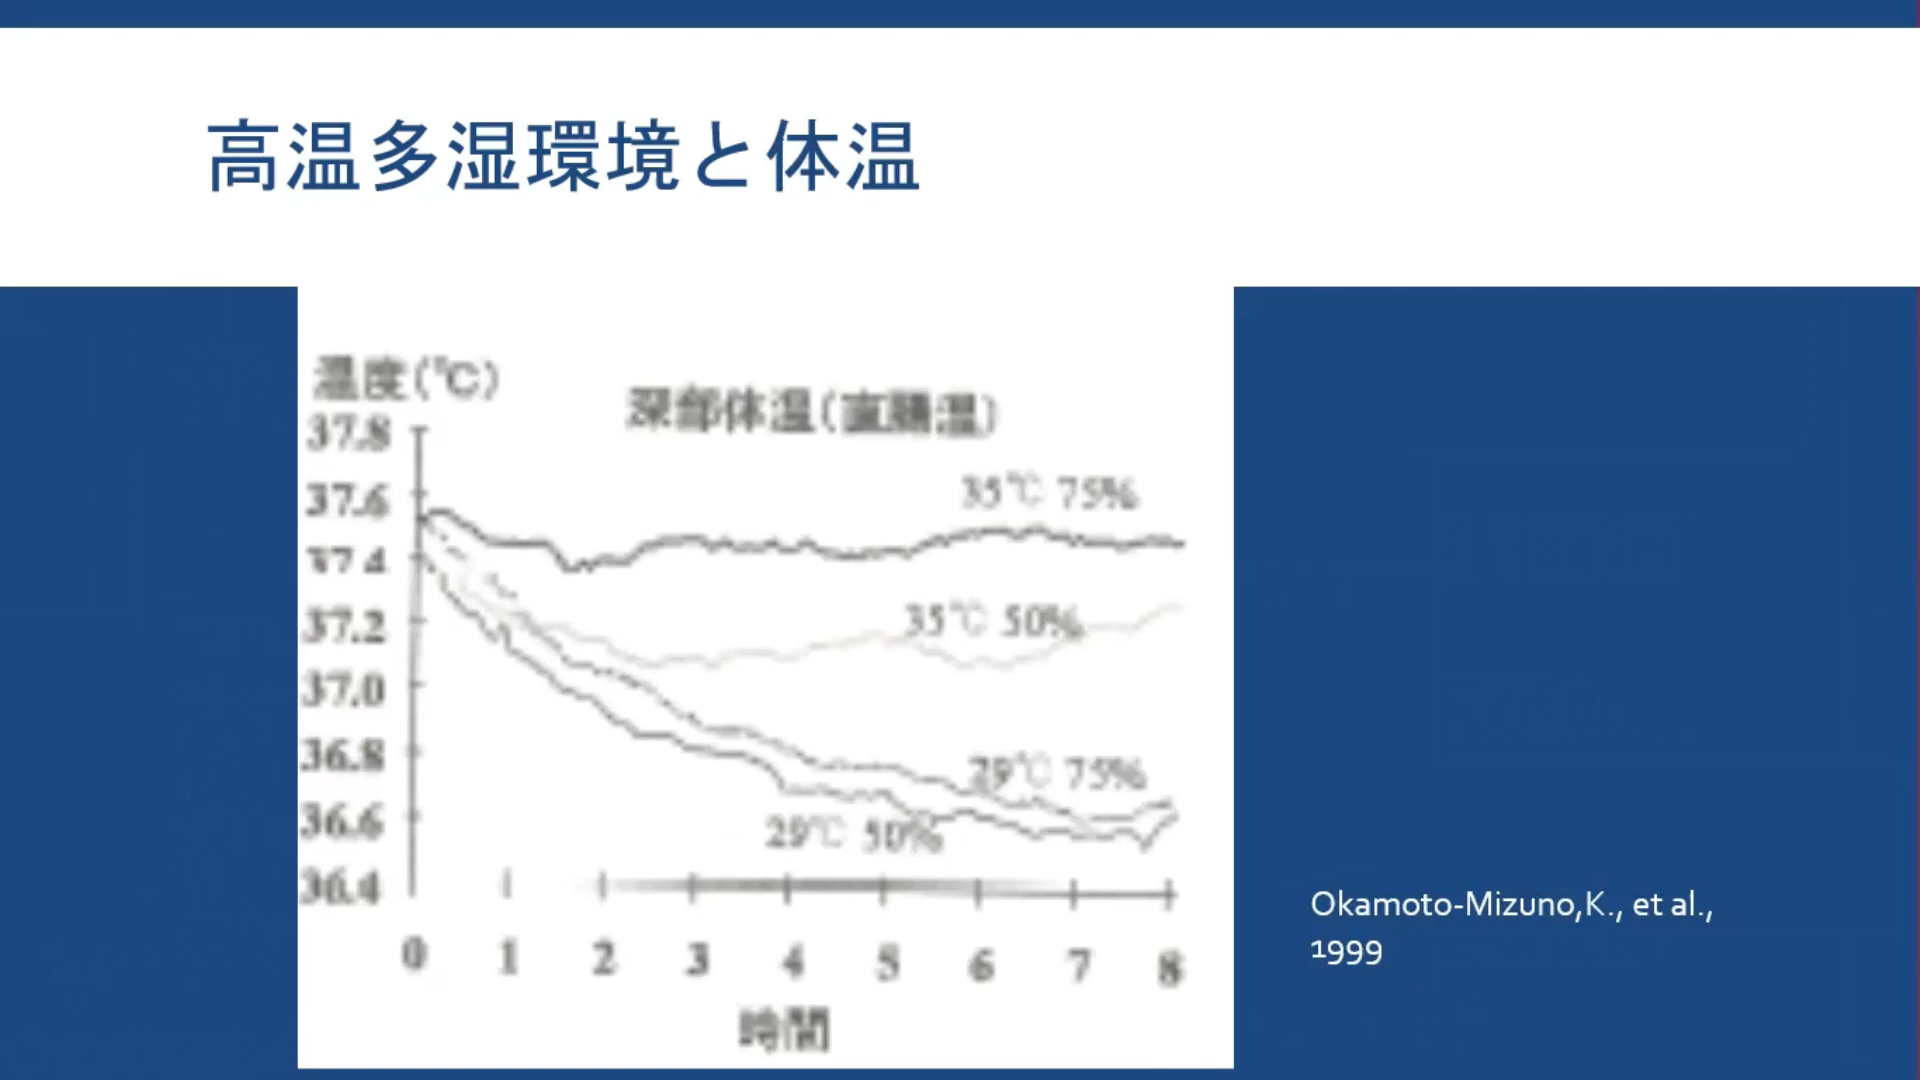 高温多湿環境と体温
温度(℃)
深部体温(直腸温)
37.8
37.6
37.4
37.2
37.0
36.8
36.6
36.4
35℃ 75%
35℃ 50%
29℃ 75%
29℃ 50%
0 1 2 3 4 5 6 7 8
時間
Okamoto-Mizuno,K., et al.,
1999